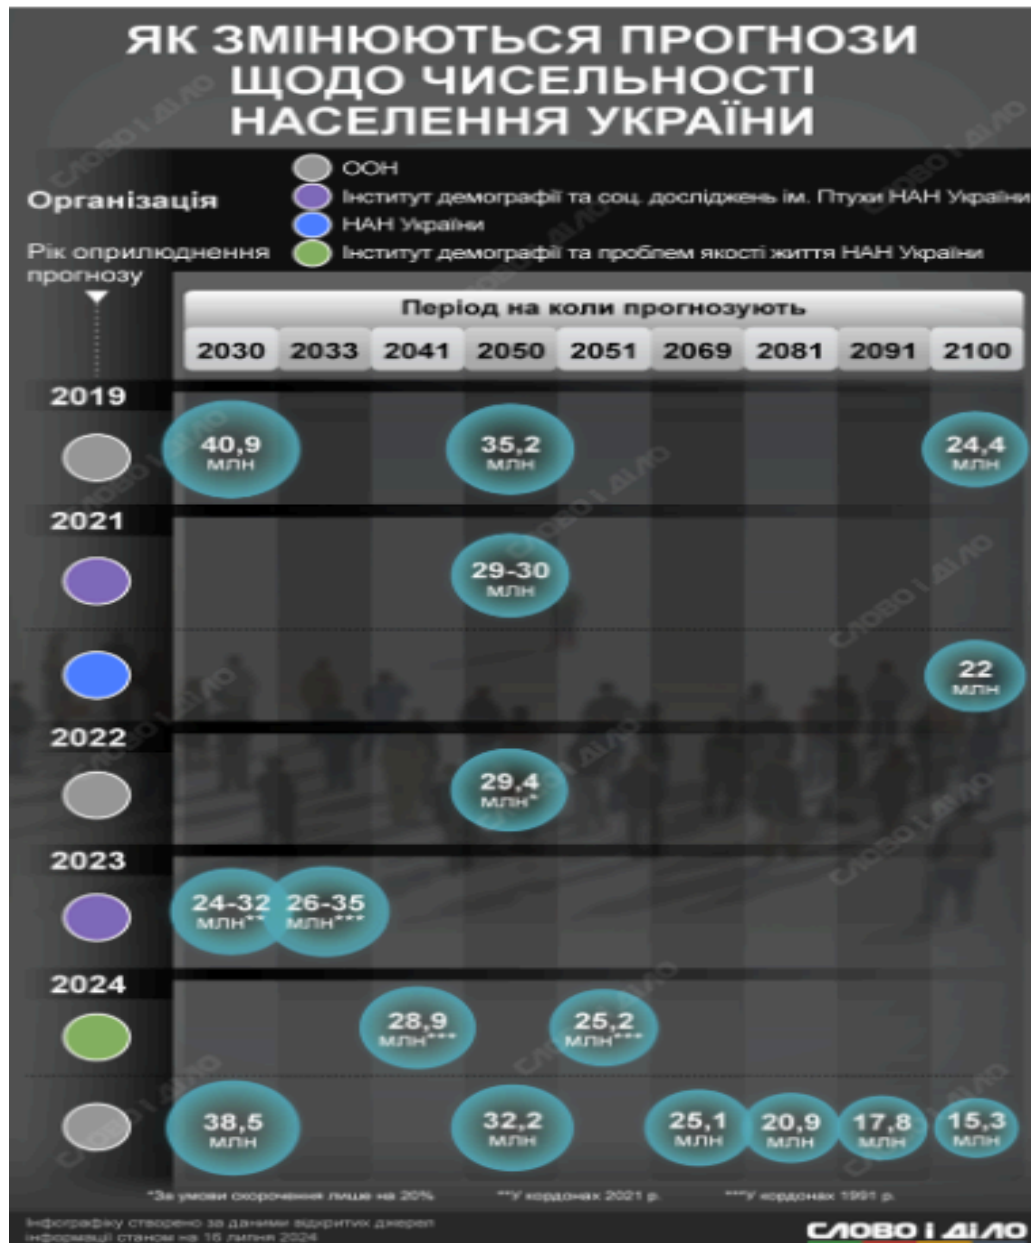 ЯК ЗМІНЮЮТЬСЯ ПРОГНОЗИ
ЩОДО ЧИСЕЛЬНОСТІ
НАСЕЛЕННЯ УКРАЇНИ
Організація
ООН
Інститут демографії та соц. досліджень ім. Птухи НАН України
НАН України
Інститут демографії та проблем якості життя НАН України
Рік оприлюднення
прогнозу
Період на коли прогнозують
2030 2033 2041 2050 2051 2069 2081 2091 2100
2019
40,9 млн 35,2 млн 24,4 млн
2021
29-30 млн
22 млн
2022
29,4 млн*
2023
24-32 млн** 26-35 млн***
2024
28,9 млн*** 25,2 млн***
38,5 млн 32,2 млн 25,1 млн 20,9 млн 17,8 млн 15,3 млн
*За умови скорочення лише на 20% **У кордонах 2021 р. ***У кордонах 1991 р.
Інфографіку створено за даними відкритих джерел
інформації станом на 16 липня 2024
СЛОВО І ДІЛО